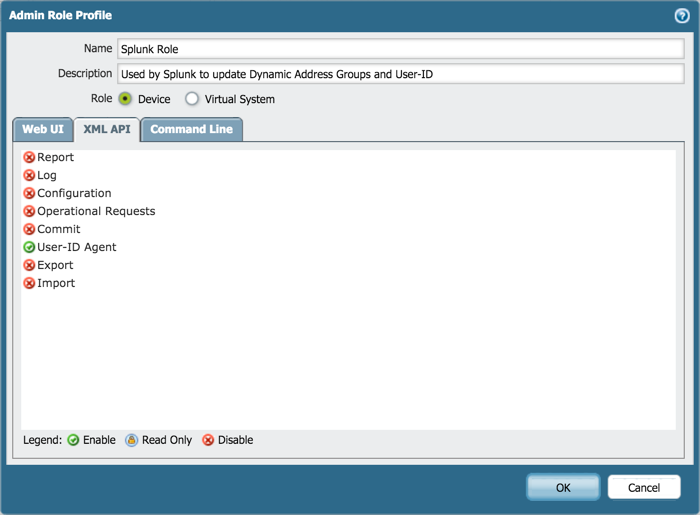 Admin Role Profile
Name Splunk Role
Description Used by Splunk to update Dynamic Address Groups and User-ID
Role Device Virtual System
Web UI XML API Command Line
Report
Log
Configuration
Operational Requests
Commit
User-ID Agent
Export
Import
Legend: Enable Read Only Disable
OK Cancel